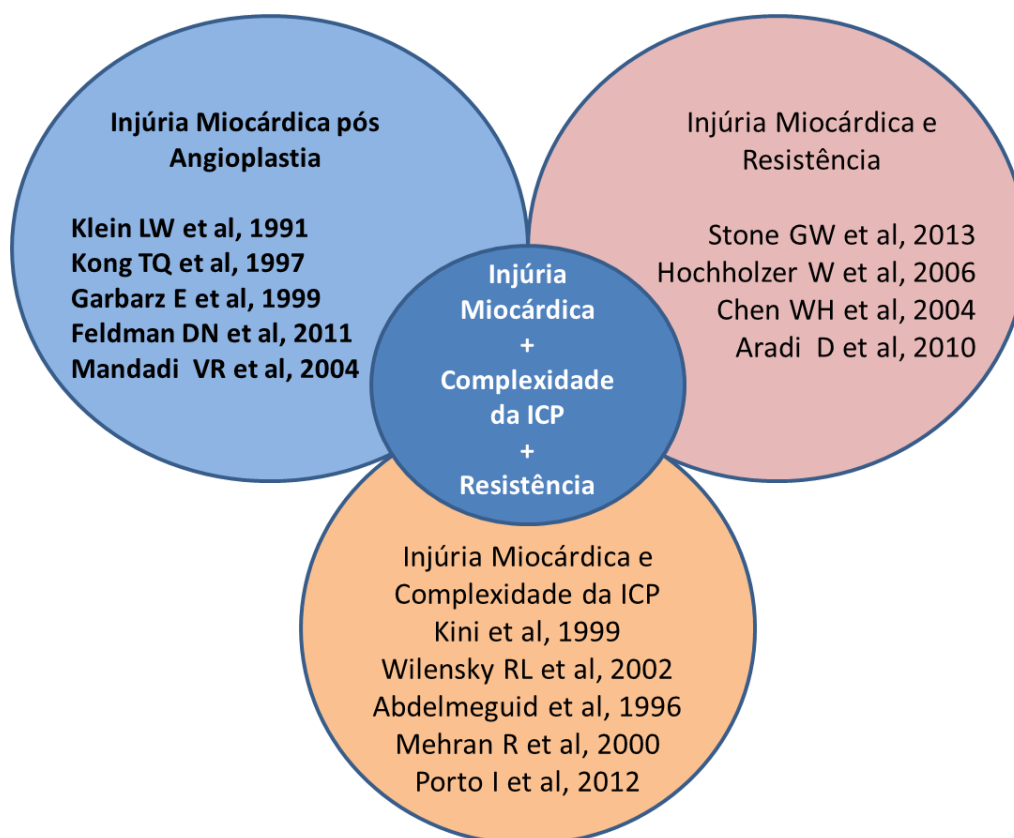 Injúria Miocárdica pós
Angioplastia
Klein LW et al, 1991
Kong TQ et al, 1997
Garbarz E et al, 1999
Feldman DN et al, 2011
Mandadi  VR et al, 2004
Injúria Miocárdica e
Resistência
Stone GW et al, 2013
Hochholzer W et al, 2006
Chen WH et al, 2004
Aradi  D et al, 2010
Injúria
Miocárdica
+
Complexidade
da ICP
+
Resistência
Injúria Miocárdica e
Complexidade da ICP
Kini et al, 1999
Wilensky RL et al, 2002
Abdelmeguid et al, 1996
Mehran R et al, 2000
Porto I et al, 2012